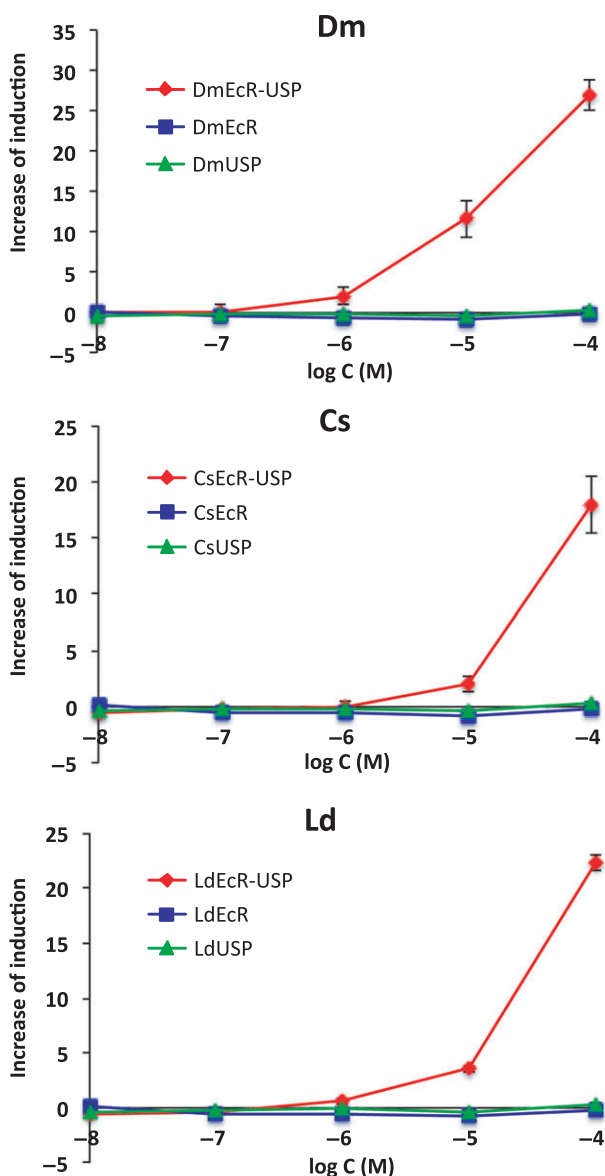 Dm
Increase of induction
35
30
25
20
15
10
5
0
–5
DmEcR-USP
DmEcR
DmUSP
–8
–7
–6
–5
–4
log C (M)
Cs
Increase of induction
25
20
15
10
5
0
–5
CsEcR-USP
CsEcR
CsUSP
–8
–7
–6
–5
–4
log C (M)
Ld
Increase of induction
25
20
15
10
5
0
–5
LdEcR-USP
LdEcR
LdUSP
–8
–7
–6
–5
–4
log C (M)